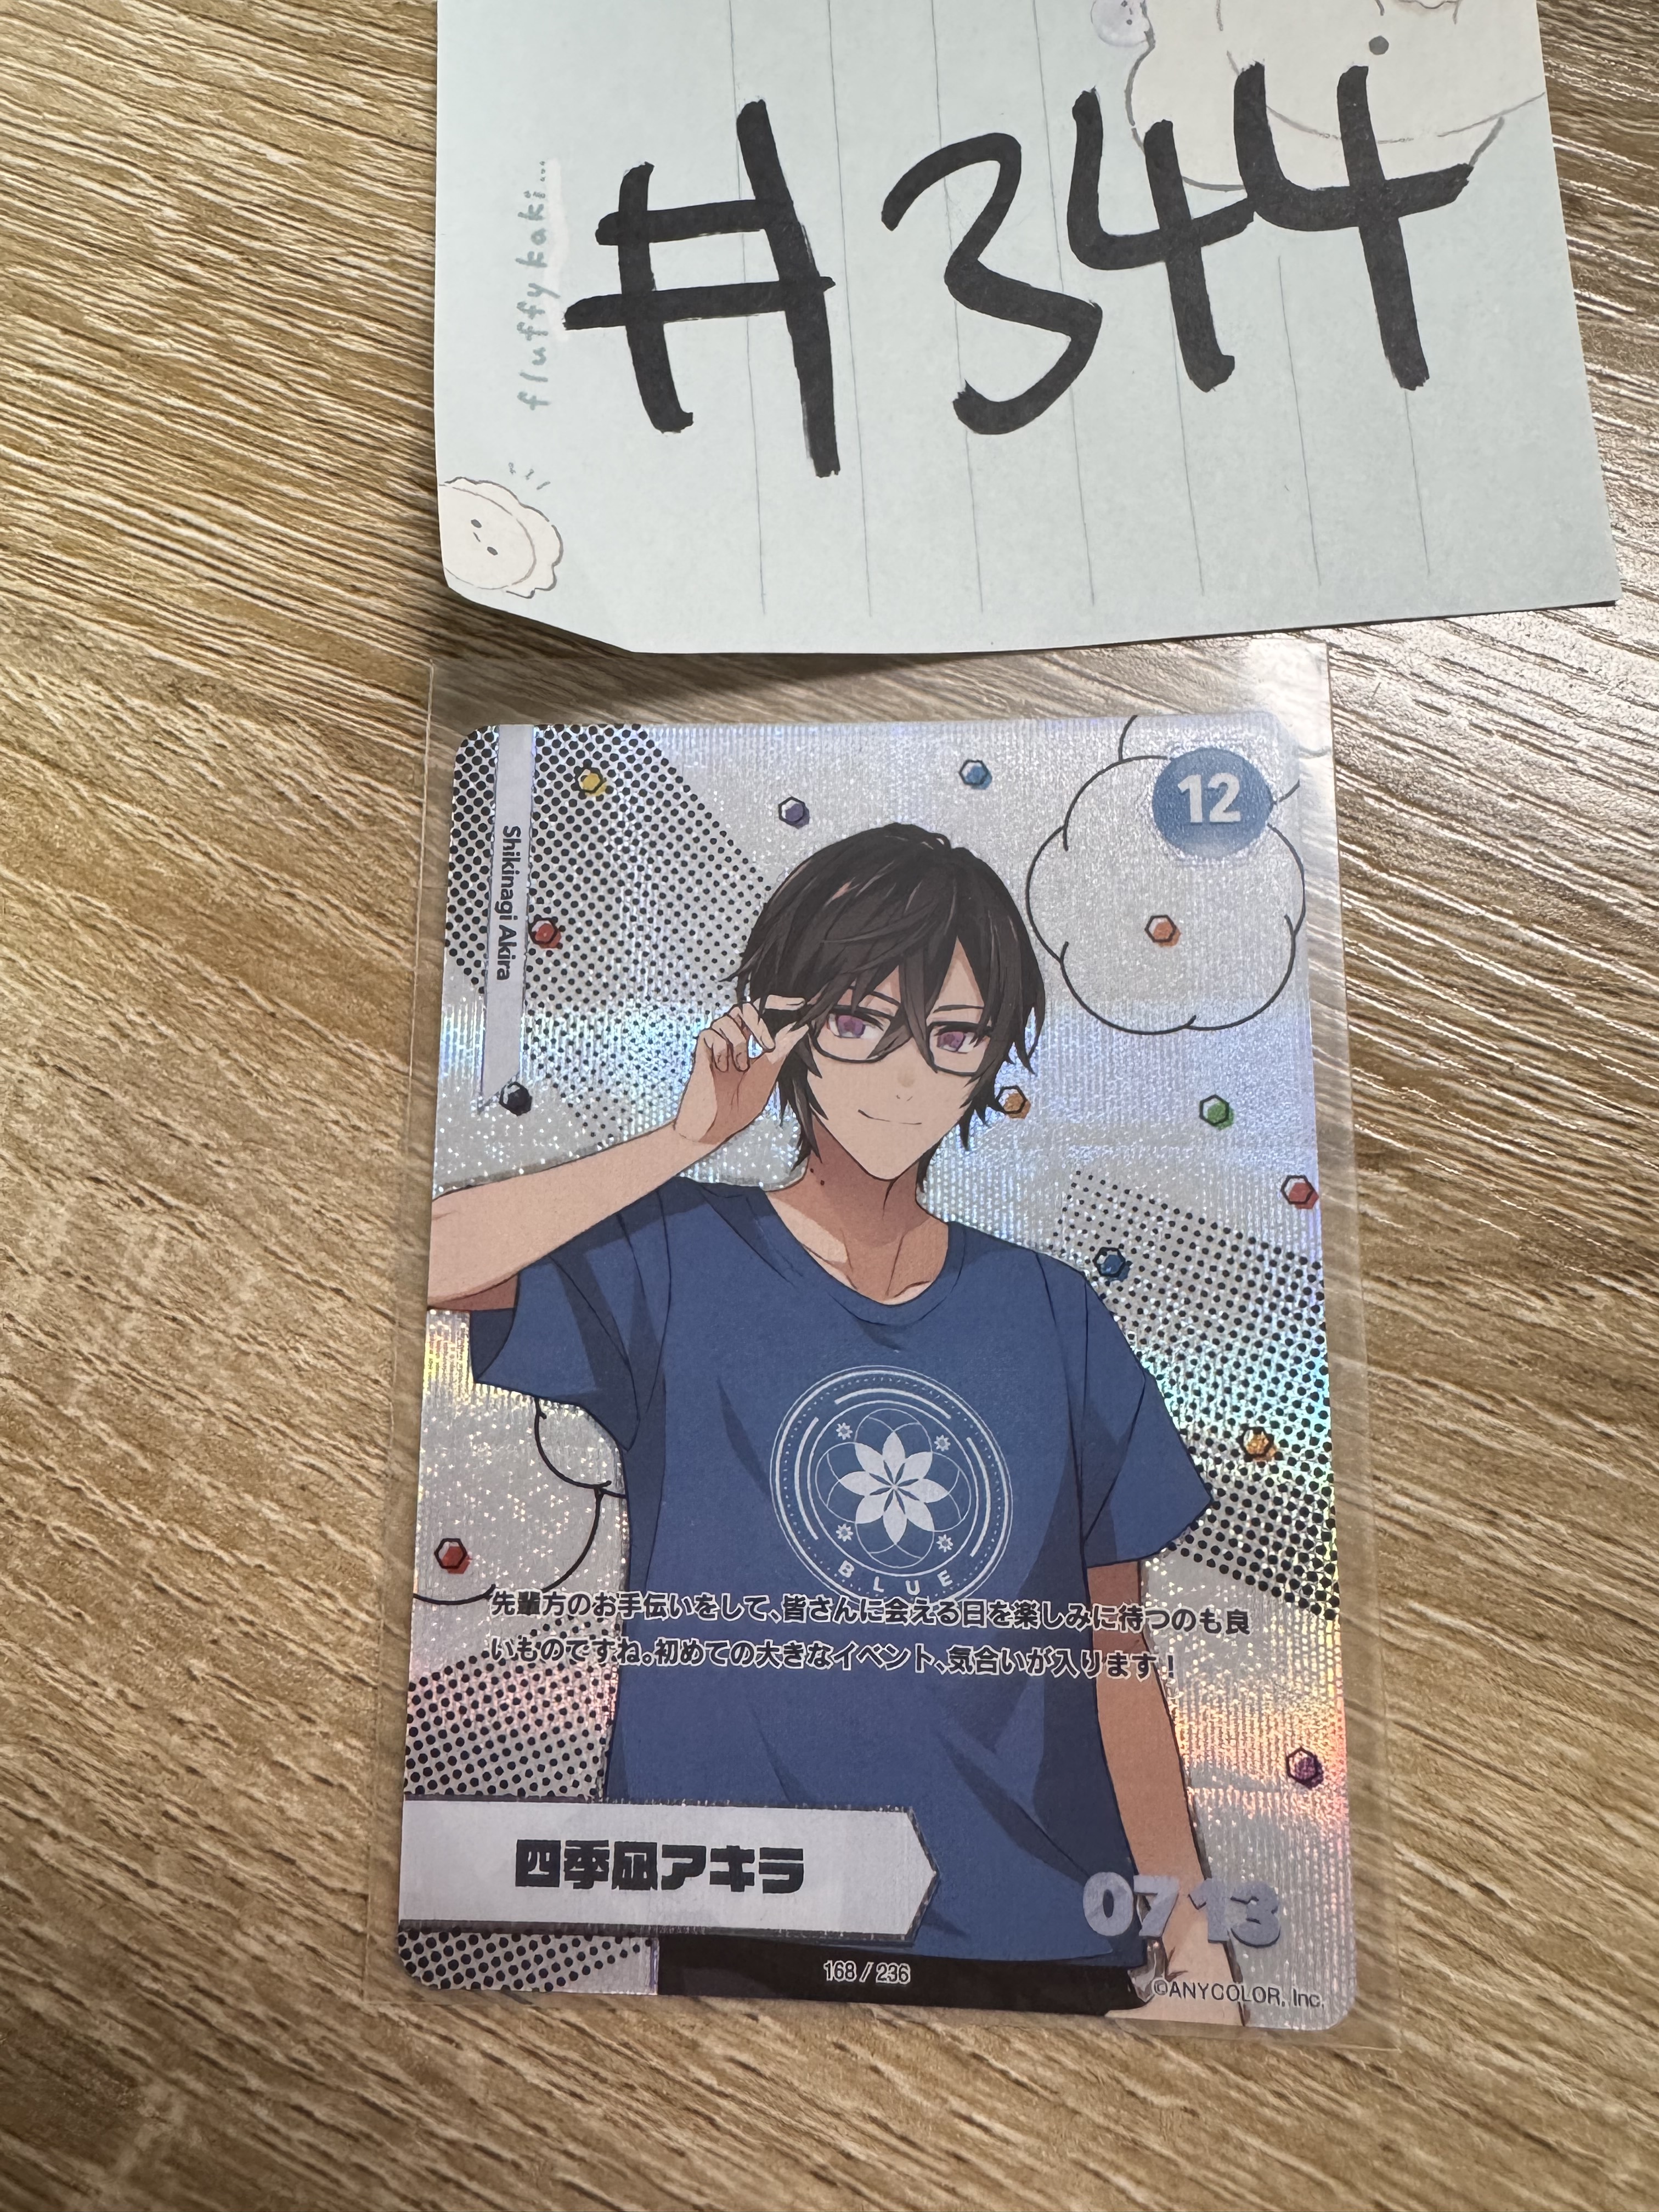 #344
fluffy kaki...
12
Shikinagi Akira
BLUE
先輩方のお手伝いをして、皆さんに会える日を楽しみに待つのも良
いものですね。初めての大きなイベント、気合いが入ります!
四季凪アキラ
07 13
168 / 236
©ANYCOLOR, Inc.